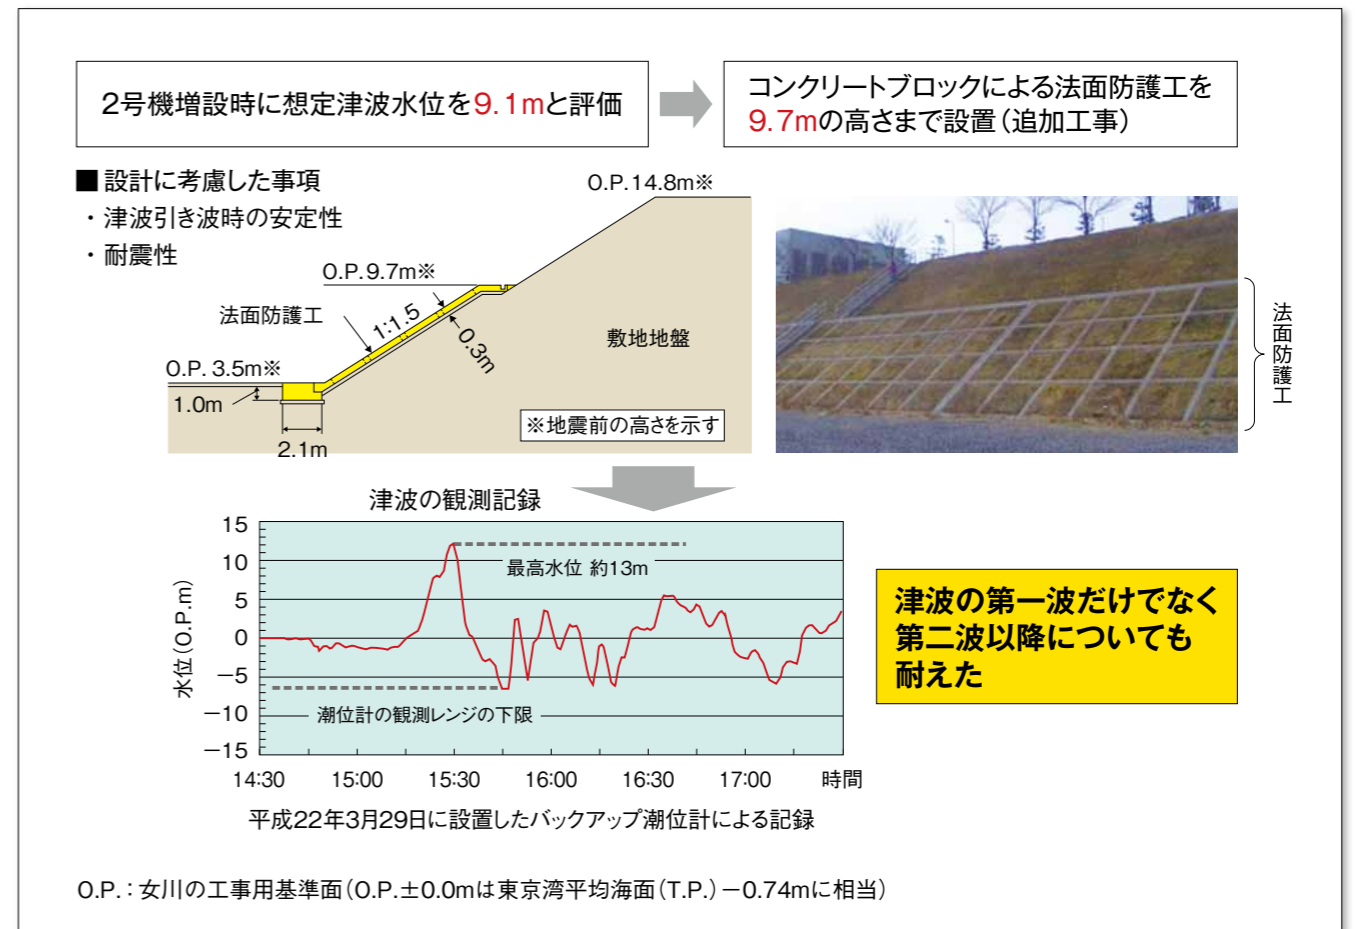 2号機増設時に想定津波水位を9.1mと評価
コンクリートブロックによる法面防護工を
9.7mの高さまで設置（追加工事）
■ 設計に考慮した事項
・ 津波引き波時の安定性
・ 耐震性
O.P.14.8m※
O.P.9.7m※
法面防護工
1:1.5
0.3m
敷地地盤
O.P. 3.5m※
1.0m
2.1m
※地震前の高さを示す
法面防護工
津波の観測記録
水位（O.P.m）
15
10
5
0
−5
−10
−15
最高水位 約13m
潮位計の観測レンジの下限
14:30 15:00 15:30 16:00 16:30 17:00 時間
平成22年3月29日に設置したバックアップ潮位計による記録
津波の第一波だけでなく
第二波以降についても
耐えた
O.P.：女川の工事用基準面（O.P.±0.0mは東京湾平均海面（T.P.）−0.74mに相当）